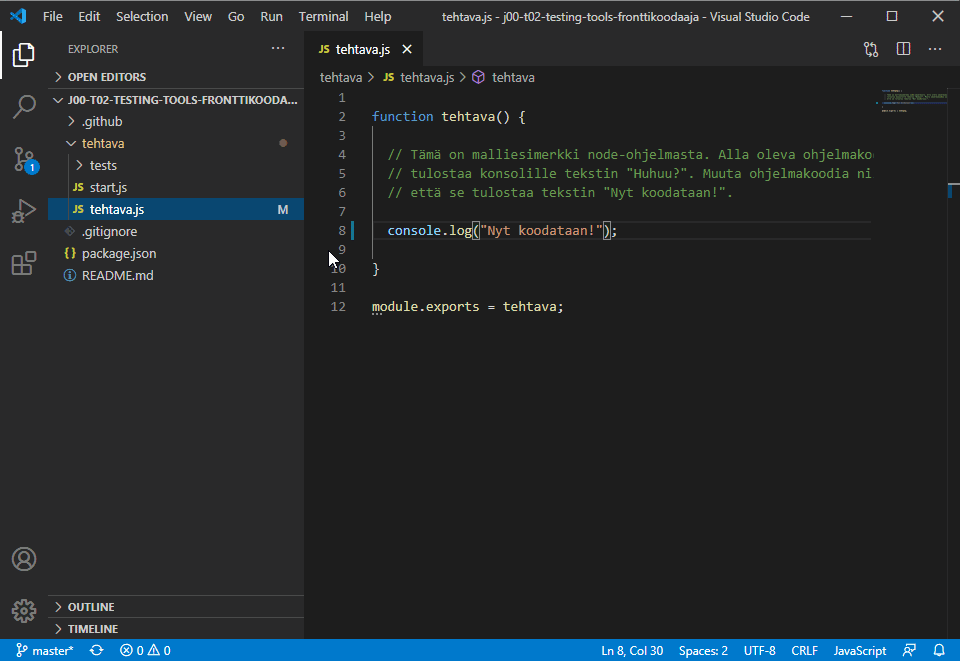 File Edit Selection View Go Run Terminal Help tehtava.js - j00-t02-testing-tools-fronttikoodaaja - Visual Studio Code
EXPLORER
OPEN EDITORS
J00-T02-TESTING-TOOLS-FRONTTIKOODA...
.github
tehtava
tests
JS start.js
JS tehtava.js M
.gitignore
{} package.json
README.md
OUTLINE
TIMELINE
1
JS tehtava.js
tehtava > JS tehtava.js > tehtava
1
2 function tehtava() {
3
4 // Tämä on malliesimerkki node-ohjelmasta. Alla oleva ohjelmakoo
5 // tulostaa konsolille tekstin "Huhuu?". Muuta ohjelmakoodia ni
6 // että se tulostaa tekstin "Nyt koodataan!".
7
8 console.log("Nyt koodataan!");
9
10 }
11
12 module.exports = tehtava;
master* 0 0 Ln 8, Col 30 Spaces: 2 UTF-8 CRLF JavaScript